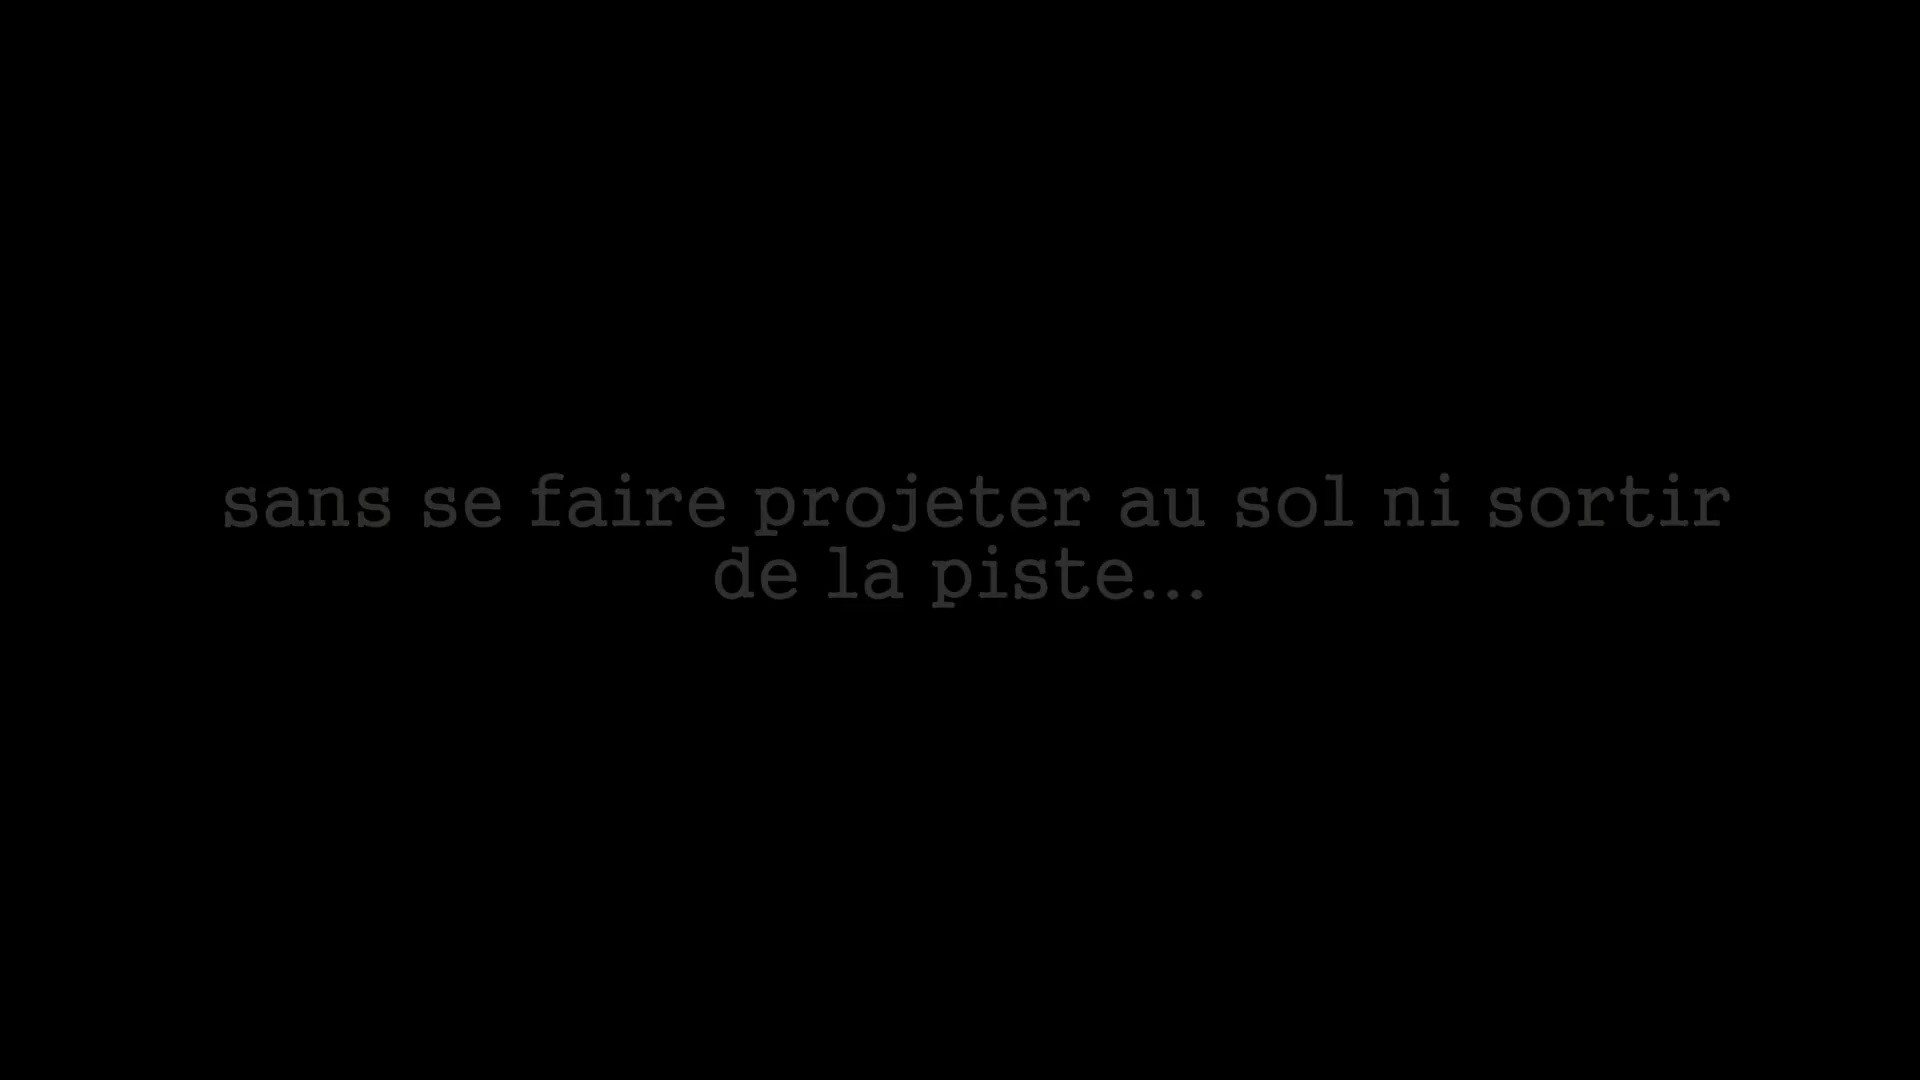 sans se faire projeter au sol ni sortir
de la piste...